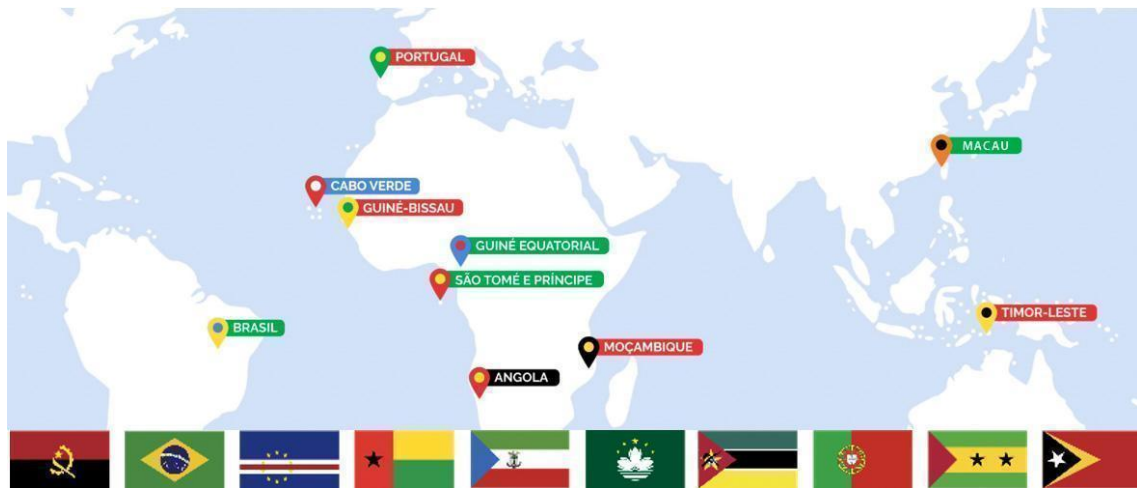 PORTUGAL
MACAU
CABO VERDE
GUINÉ-BISSAU
GUINÉ EQUATORIAL
SÃO TOMÉ E PRÍNCIPE
TIMOR-LESTE
BRASIL
MOÇAMBIQUE
ANGOLA